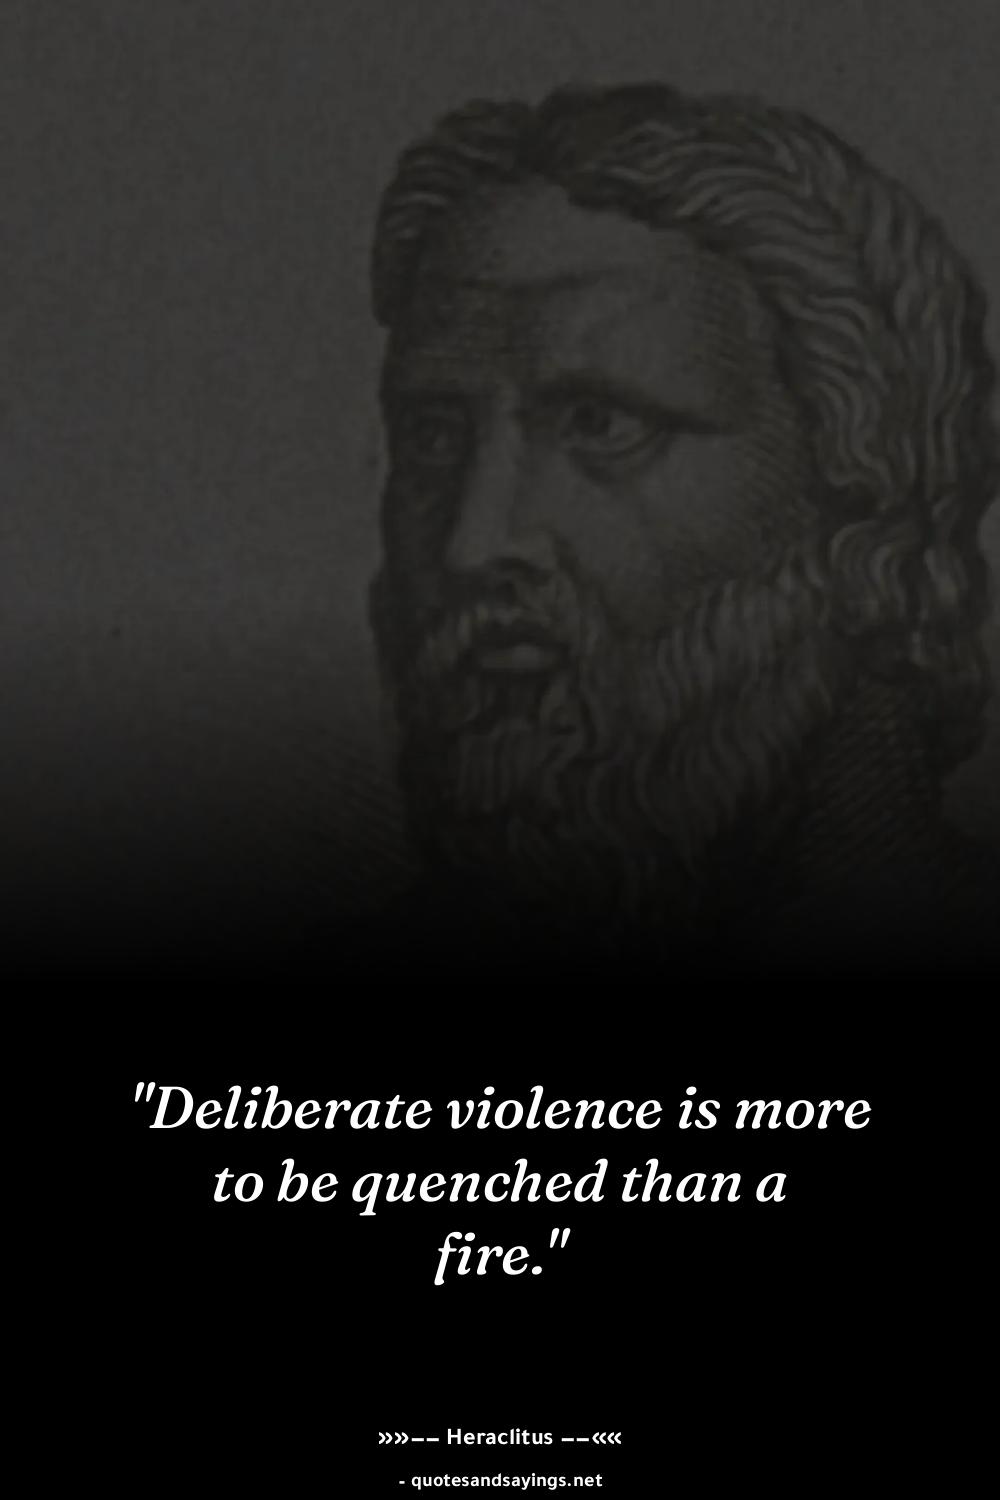 "Deliberate violence is more
to be quenched than a
fire."
»»−− Heraclitus −−««
- quotesandsayings.net